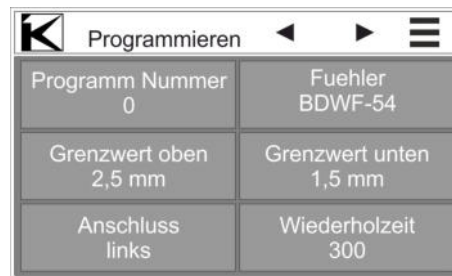 K
Programmieren
Programm Nummer
0
Fuehler
BDWF-54
Grenzwert oben
2,5 mm
Grenzwert unten
1,5 mm
Anschluss
links
Wiederholzeit
300